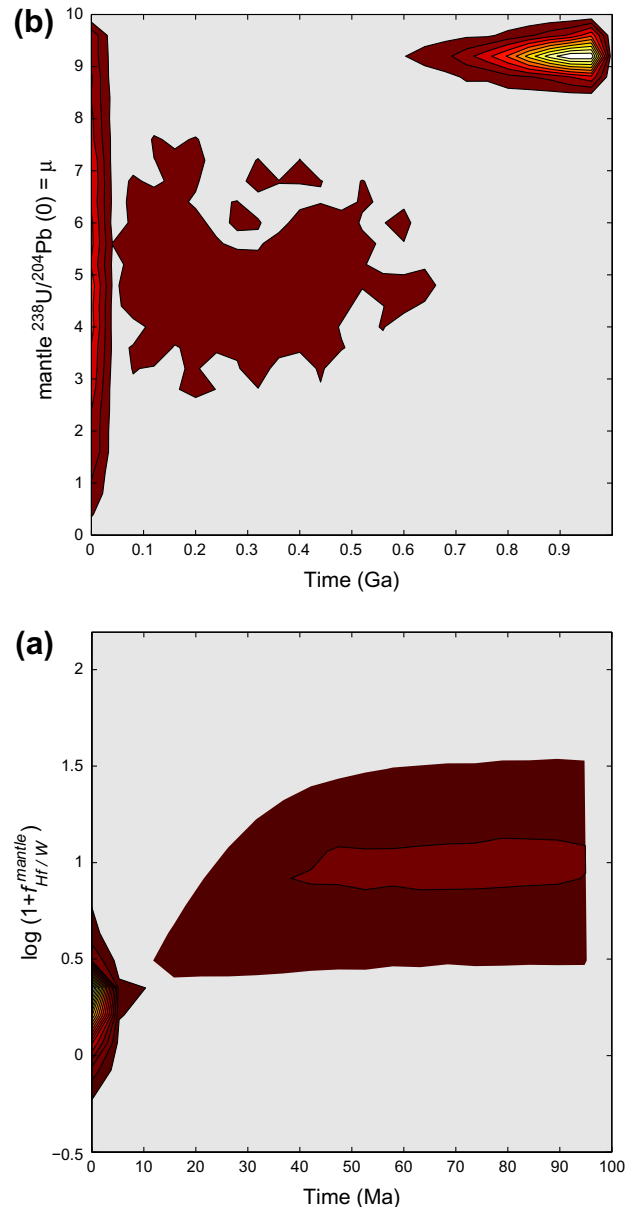 (b)
10
9
8
7
6
5
4
3
2
1
0
mantle ²³⁸U/²⁰⁴Pb (0) = μ
0 0.1 0.2 0.3 0.4 0.5 0.6 0.7 0.8 0.9
Time (Ga)
(a)
2
1.5
1
0.5
0
−0.5
log (1+f^{mantle}_{Hf / W})
0 10 20 30 40 50 60 70 80 90 100
Time (Ma)